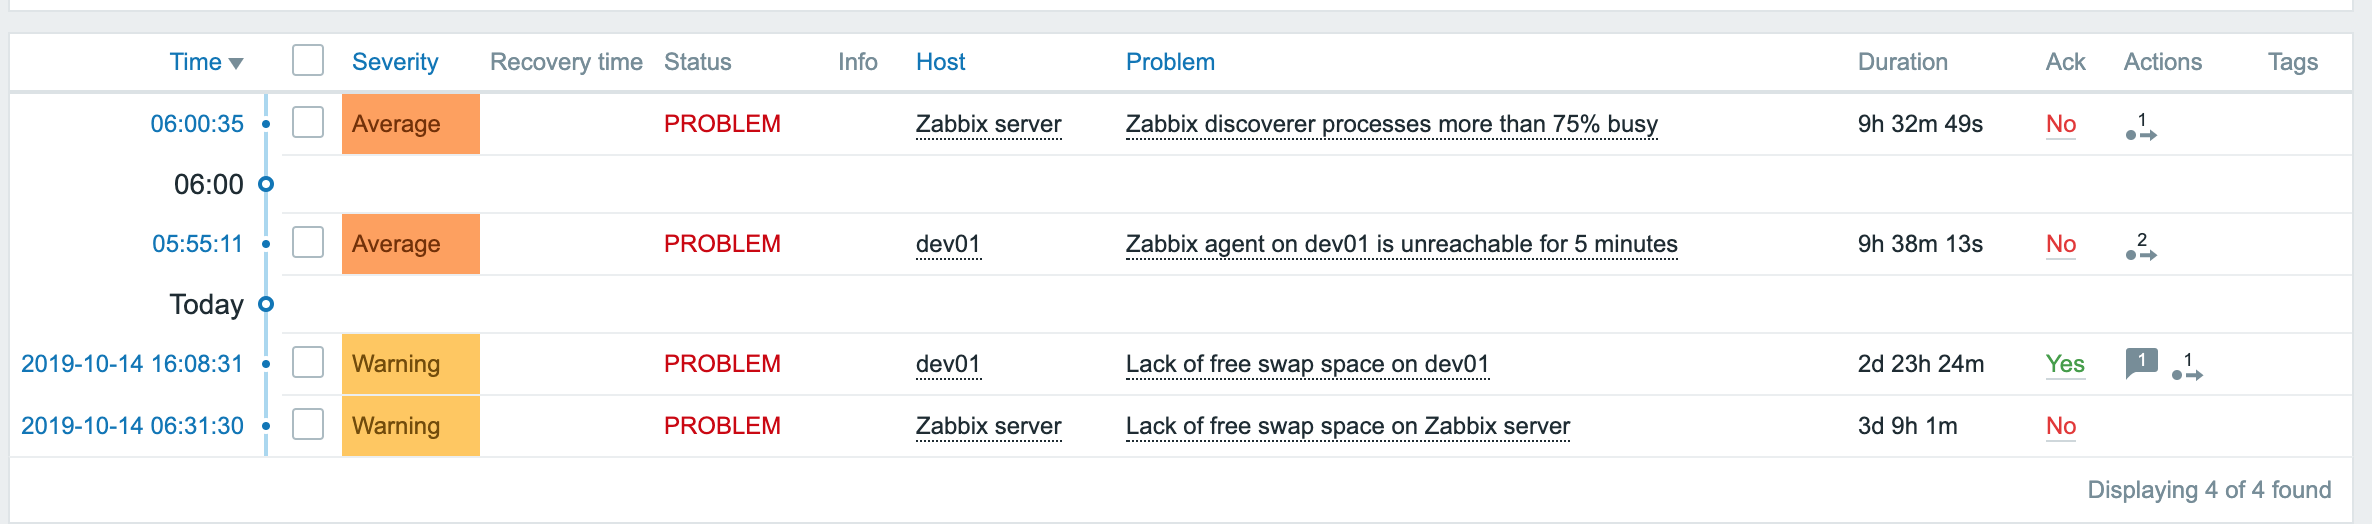 Time Severity Recovery time Status Info Host Problem Duration Ack Actions Tags
06:00:35 Average PROBLEM Zabbix server Zabbix discoverer processes more than 75% busy 9h 32m 49s No 1
06:00
05:55:11 Average PROBLEM dev01 Zabbix agent on dev01 is unreachable for 5 minutes 9h 38m 13s No 2
Today
2019-10-14 16:08:31 Warning PROBLEM dev01 Lack of free swap space on dev01 2d 23h 24m Yes 1 1
2019-10-14 06:31:30 Warning PROBLEM Zabbix server Lack of free swap space on Zabbix server 3d 9h 1m No
Displaying 4 of 4 found